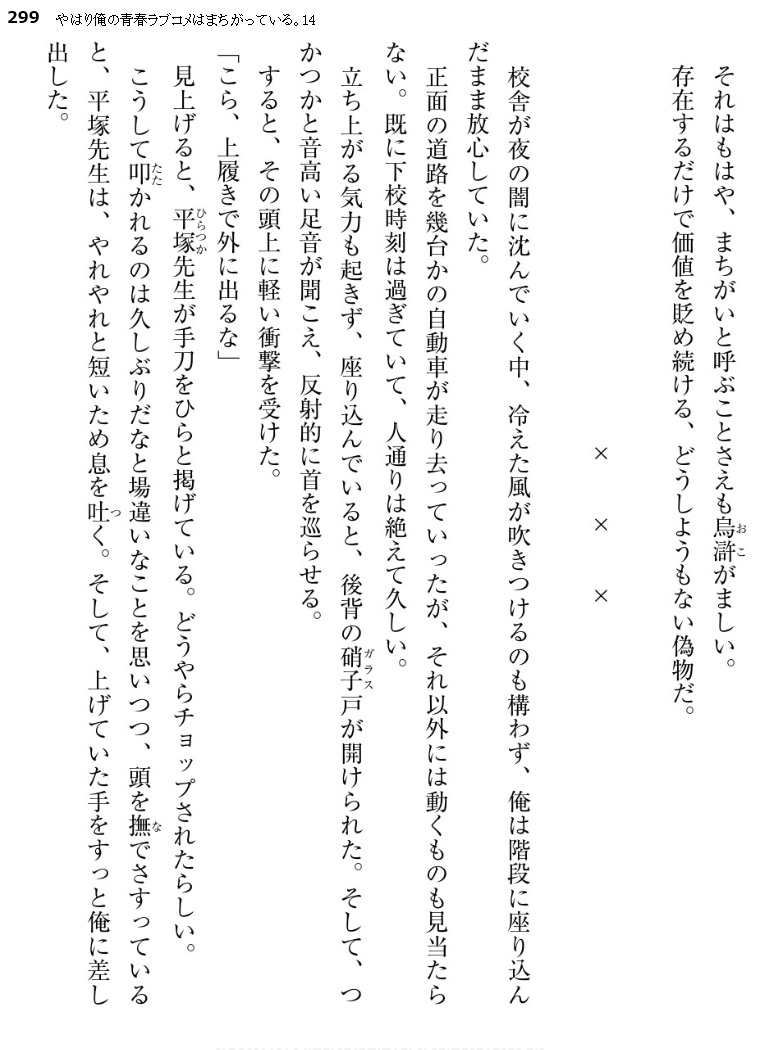 299 やはり俺の青春ラブコメはまちがっている。14
それはもはや、まちがいと呼ぶことさえも烏滸がましい。
存在するだけで価値を貶め続ける、どうしようもない偽物だ。
× × ×
校舎が夜の闇に沈んでいく中、冷えた風が吹きつけるのも構わず、俺は階段に座り込ん
だまま放心していた。
正面の道路を幾台かの自動車が走り去っていったが、それ以外には動くものも見当たら
ない。既に下校時刻は過ぎていて、人通りは絶えて久しい。
立ち上がる気力も起きず、座り込んでいると、後背の硝子戸が開けられた。そして、つ
かつかと音高い足音が聞こえ、反射的に首を巡らせる。
すると、その頭上に軽い衝撃を受けた。
「こら、上履きで外に出るな」
見上げると、平塚先生が手刀をひらと掲げている。どうやらチョップされたらしい。
こうして叩かれるのは久しぶりだなと場違いなことを思いつつ、頭を撫でさすっている
と、平塚先生は、やれやれと短いため息を吐く。そして、上げていた手をすっと俺に差し
出した。
おこ
ガラス
ひらつか
たた
な
つ